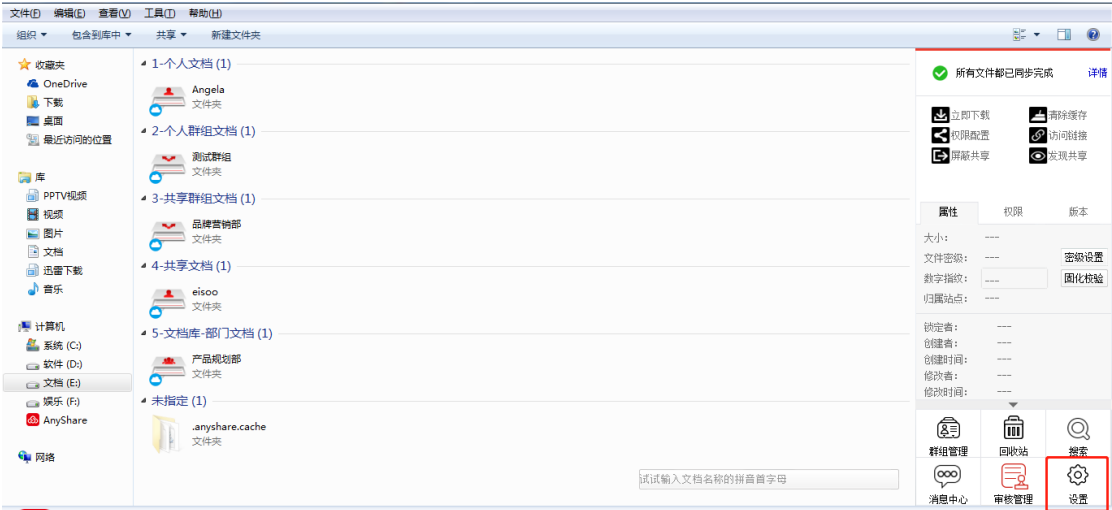 文件(F) 编辑(E) 查看(V) 工具(T) 帮助(H)
组织 包含到库中 共享 新建文件夹
收藏夹
OneDrive
下载
桌面
最近访问的位置
库
PPTV视频
视频
图片
文档
迅雷下载
音乐
计算机
系统 (C:)
软件 (D:)
文档 (E:)
娱乐 (F:)
AnyShare
网络
1-个人文档 (1)
Angela
文件夹
2-个人群组文档 (1)
测试群组
文件夹
3-共享群组文档 (1)
品牌营销部
文件夹
4-共享文档 (1)
eisoo
文件夹
5-文档库-部门文档 (1)
产品规划部
文件夹
未指定 (1)
.anyshare.cache
文件夹
试试输入文档名称的拼音首字母
所有文件都已同步完成 详情
立即下载 清除缓存
权限配置 访问链接
屏蔽共享 发现共享
属性 权限 版本
大小: ---
文件密级: --- 密级设置
数字指纹: --- 固化校验
归属站点: ---
锁定者: ---
创建者: ---
创建时间: ---
修改者: ---
修改时间: ---
群组管理 回收站 搜索
消息中心 审核管理 设置